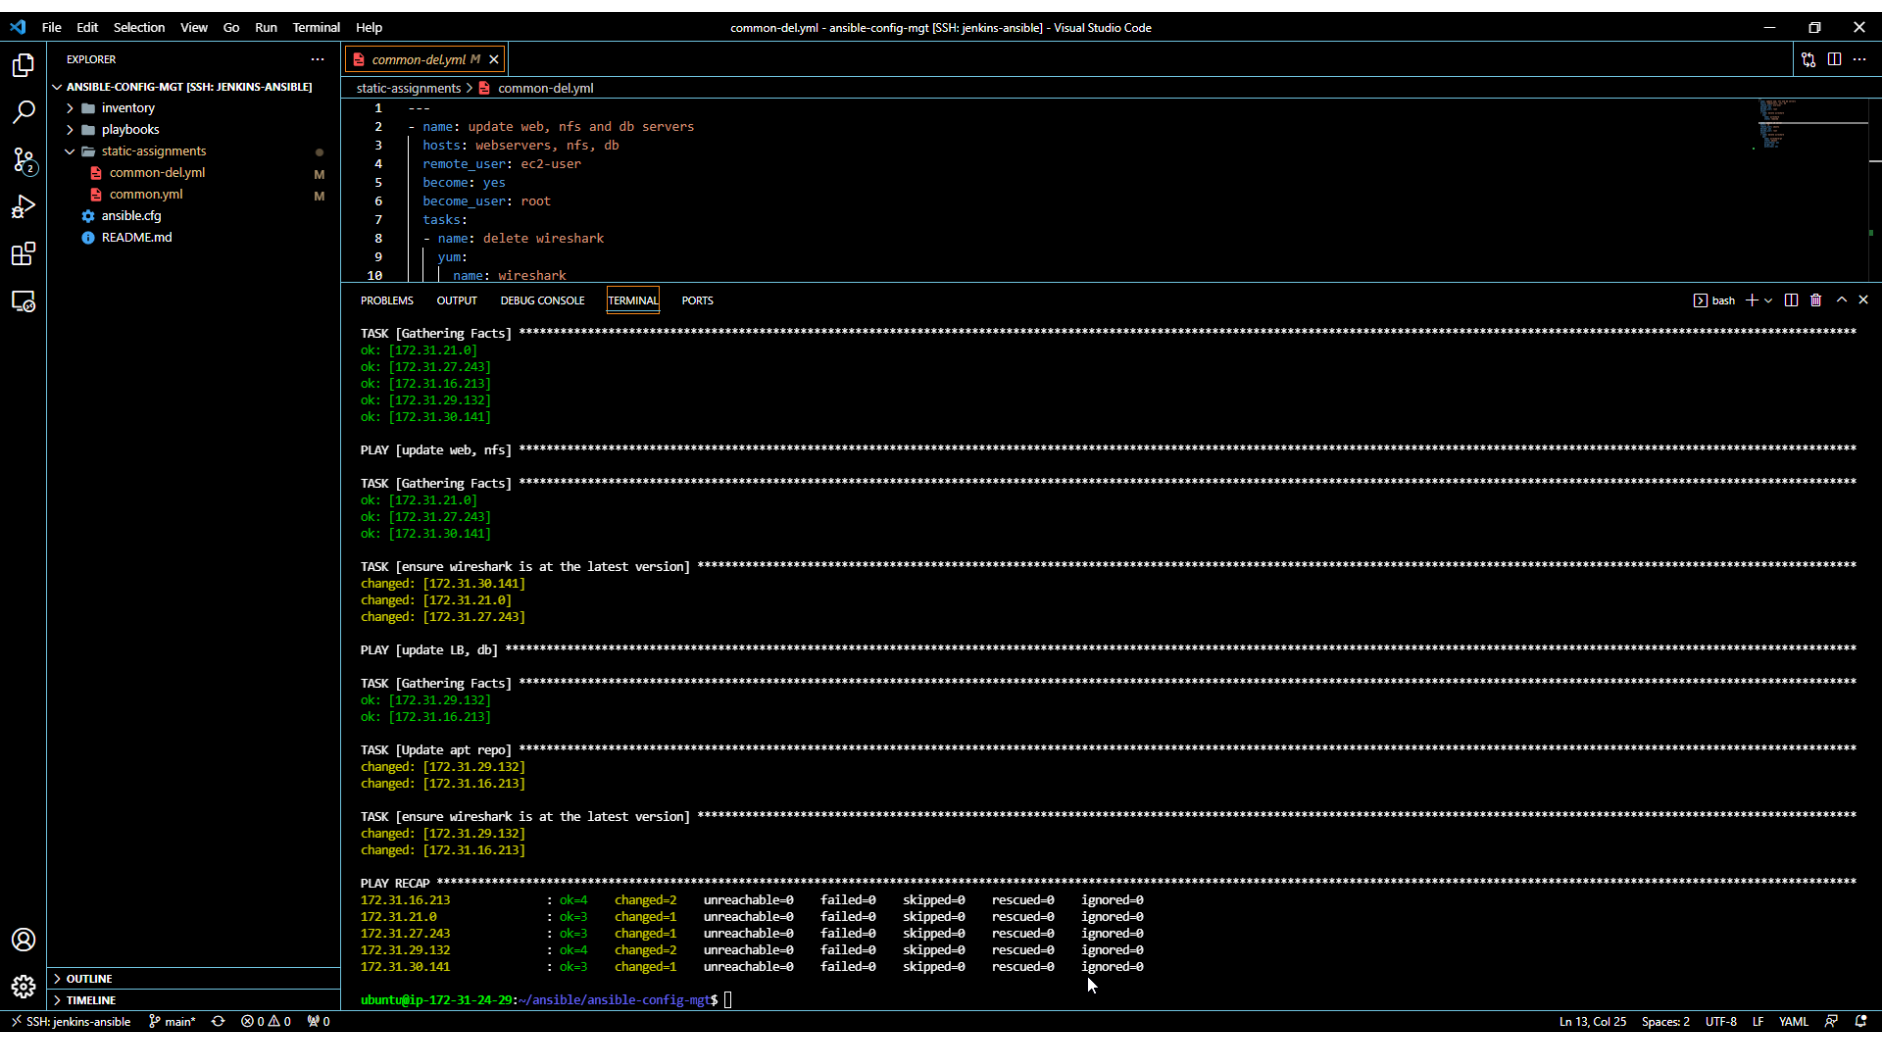 File Edit Selection View Go Run Terminal Help
common-del.yml - ansible-config-mgt [SSH: jenkins-ansible] - Visual Studio Code
EXPLORER
ANSIBLE-CONFIG-MGT [SSH: JENKINS-ANSIBLE]
inventory
playbooks
static-assignments
common-del.yml M
common.yml M
ansible.cfg
README.md
OUTLINE
TIMELINE
2
common-del.yml M
static-assignments > common-del.yml
1 ---
2 - name: update web, nfs and db servers
3 hosts: webservers, nfs, db
4 remote_user: ec2-user
5 become: yes
6 become_user: root
7 tasks:
8 - name: delete wireshark
9 yum:
10 name: wireshark
PROBLEMS OUTPUT DEBUG CONSOLE TERMINAL PORTS
bash
TASK [Gathering Facts] ****************************************************************
ok: [172.31.21.0]
ok: [172.31.27.243]
ok: [172.31.16.213]
ok: [172.31.29.132]
ok: [172.31.30.141]
PLAY [update web, nfs] ****************************************************************
TASK [Gathering Facts] ****************************************************************
ok: [172.31.21.0]
ok: [172.31.27.243]
ok: [172.31.30.141]
TASK [ensure wireshark is at the latest version] ****************************************************************
changed: [172.31.30.141]
changed: [172.31.21.0]
changed: [172.31.27.243]
PLAY [update LB, db] ****************************************************************
TASK [Gathering Facts] ****************************************************************
ok: [172.31.29.132]
ok: [172.31.16.213]
TASK [Update apt repo] ****************************************************************
changed: [172.31.29.132]
changed: [172.31.16.213]
TASK [ensure wireshark is at the latest version] ****************************************************************
changed: [172.31.29.132]
changed: [172.31.16.213]
PLAY RECAP ****************************************************************
172.31.16.213 : ok=4 changed=2 unreachable=0 failed=0 skipped=0 rescued=0 ignored=0
172.31.21.0 : ok=3 changed=1 unreachable=0 failed=0 skipped=0 rescued=0 ignored=0
172.31.27.243 : ok=3 changed=1 unreachable=0 failed=0 skipped=0 rescued=0 ignored=0
172.31.29.132 : ok=4 changed=2 unreachable=0 failed=0 skipped=0 rescued=0 ignored=0
172.31.30.141 : ok=3 changed=1 unreachable=0 failed=0 skipped=0 rescued=0 ignored=0
ubuntu@ip-172-31-24-29:~/ansible/ansible-config-mgt$
SSH: jenkins-ansible main* 0 0 0
Ln 13, Col 25 Spaces: 2 UTF-8 LF YAML